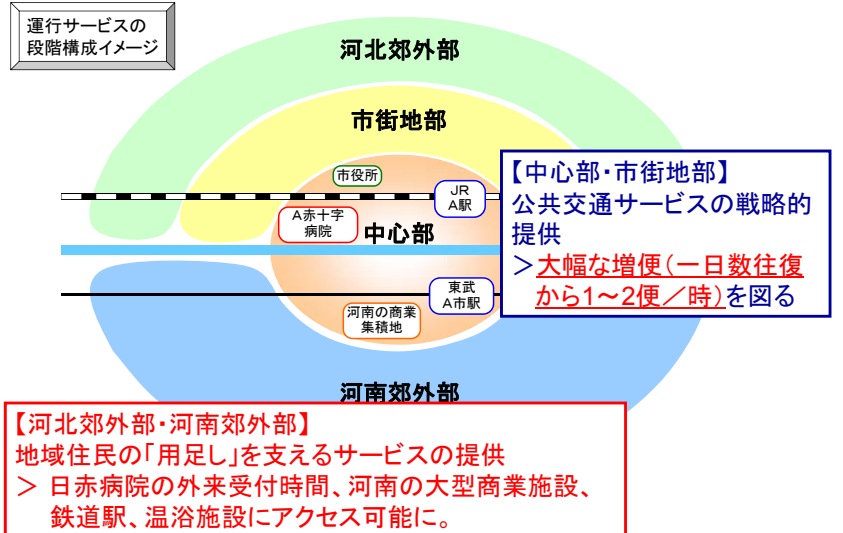 運行サービスの
段階構成イメージ
河北郊外部
市街地部
市役所
JR
A駅
A赤十字
病院
中心部
東武
A市駅
河南の商業
集積地
河南郊外部
【中心部・市街地部】
公共交通サービスの戦略的
提供
＞大幅な増便（一日数往復
から1～2便／時）を図る
【河北郊外部・河南郊外部】
地域住民の「用足し」を支えるサービスの提供
＞ 日赤病院の外来受付時間、河南の大型商業施設、
鉄道駅、温浴施設にアクセス可能に。